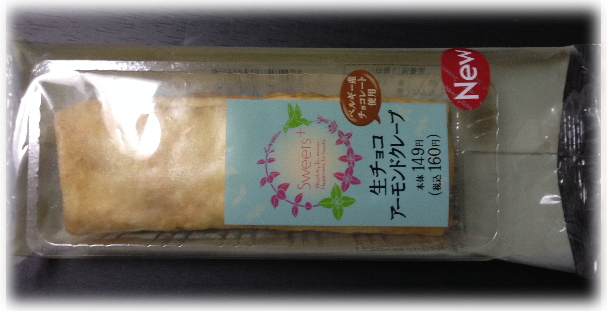 New
ベルギー産
チョコレート
使用
Sweets+
生チョコ
アーモンドクレープ
本体 149円
(税込 160円)